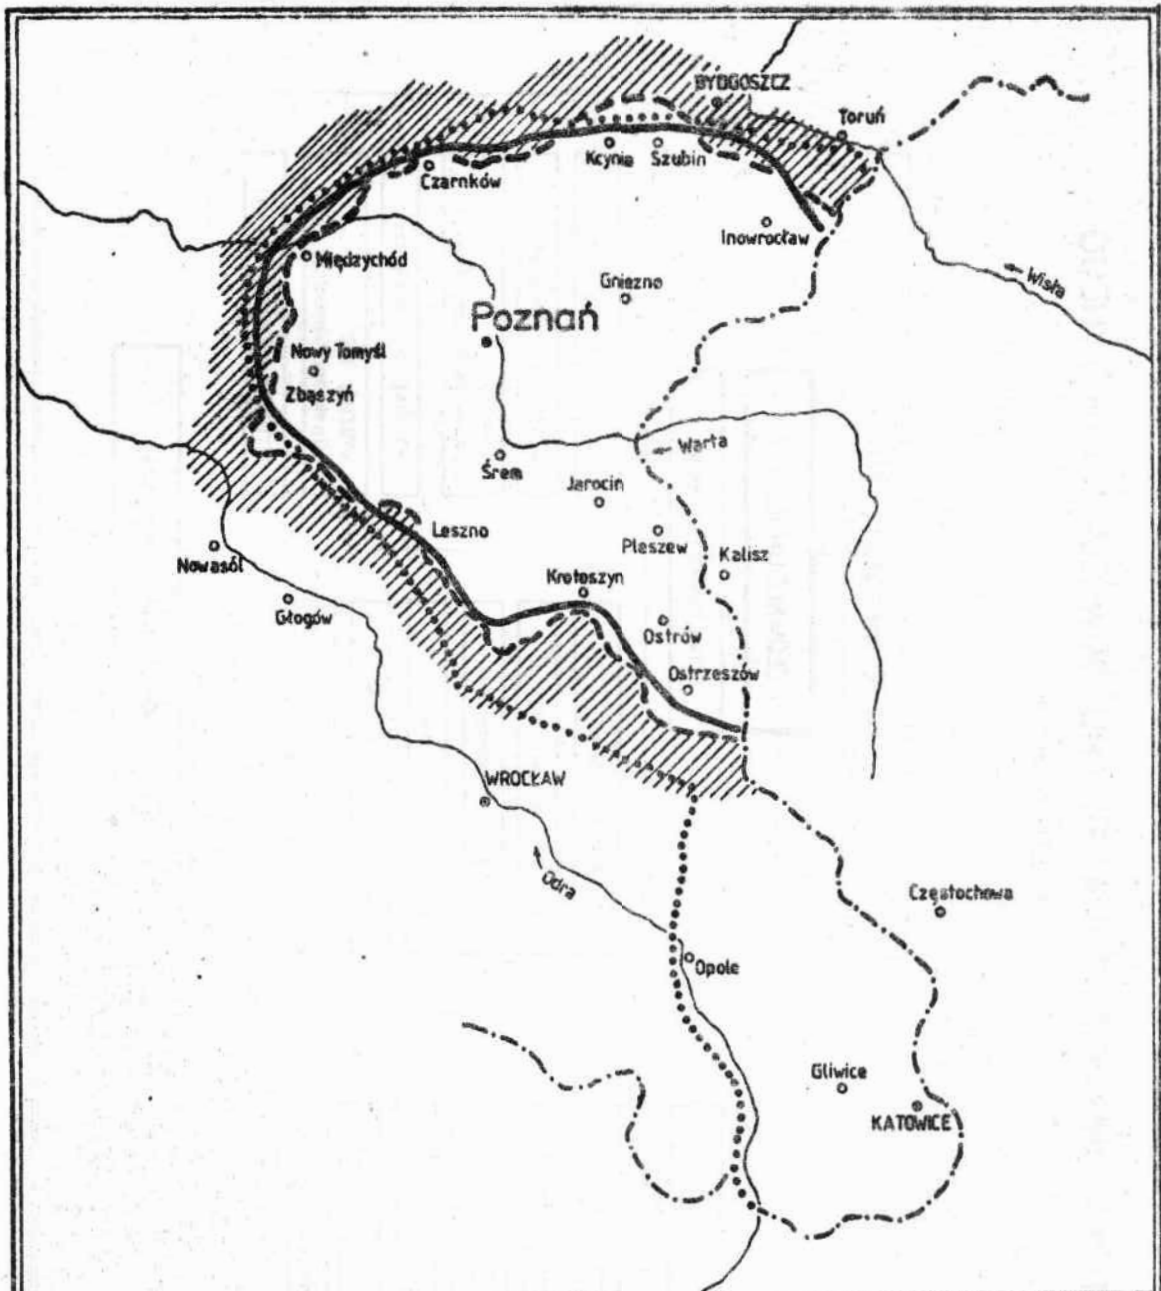 BYDGOSZCZ
Toruń
Kcynia
Szubin
Czarnków
Inowrocław
Międzychód
Wisła
Gniezno
Poznań
Nowy Tomyśl
Zbąszyń
Warta
Śrem
Jarocin
Leszno
Pleszew
Kalisz
Nowasól
Krotoszyn
Głogów
Ostrów
Ostrzeszów
WROCŁAW
Odra
Częstochowa
Opole
Gliwice
KATOWICE